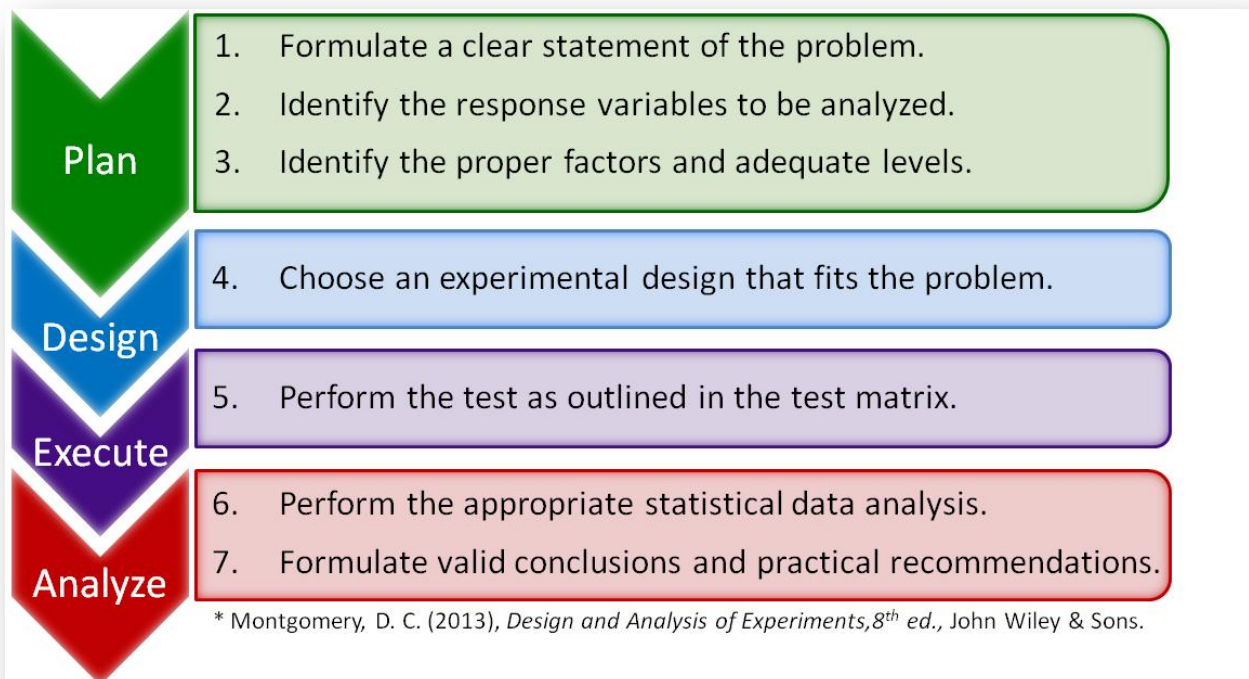 Plan
1. Formulate a clear statement of the problem.
2. Identify the response variables to be analyzed.
3. Identify the proper factors and adequate levels.
Design
4. Choose an experimental design that fits the problem.
Execute
5. Perform the test as outlined in the test matrix.
Analyze
6. Perform the appropriate statistical data analysis.
7. Formulate valid conclusions and practical recommendations.
* Montgomery, D. C. (2013), Design and Analysis of Experiments,8th ed., John Wiley & Sons.